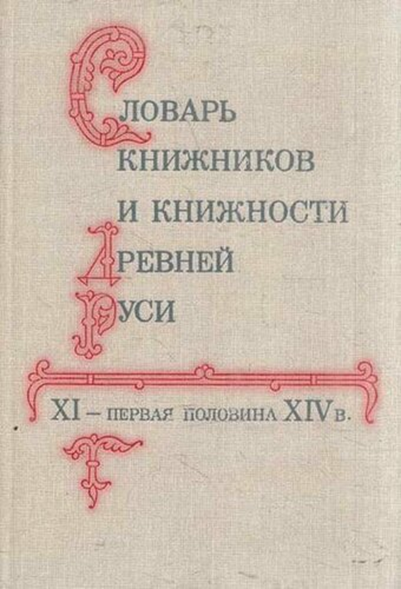 СЛОВАРЬ
КНИЖНИКОВ
И КНИЖНОСТИ
ДРЕВНЕЙ
РУСИ
XI – ПЕРВАЯ ПОЛОВИНА XIV В.